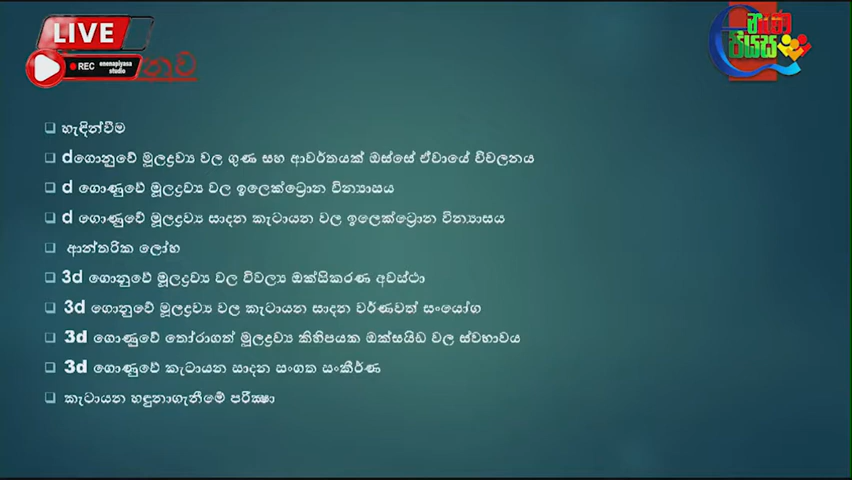 LIVE
REC enenapiyasa studio
හැඳින්වීම
dගොනුවේ මූලද්‍රව්‍ය වල ගුණ සහ ආවර්තයක් ඔස්සේ ඒවායේ විචලනය
d ගොණුවේ මූලද්‍රව්‍ය වල ඉලෙක්ට්‍රොන වින්‍යාසය
d ගොණුවේ මූලද්‍රව්‍ය සාදන කැටායන වල ඉලෙක්ට්‍රොන වින්‍යාසය
ආන්තරික ලෝහ
3d ගොනුවේ මූලද්‍රව්‍ය වල විචල්‍ය ඔක්සිකරණ අවස්ථා
3d ගොනුවේ මූලද්‍රව්‍ය වල කැටායන සාදන වර්ණවත් සංයෝග
3d ගොණුවේ තෝරාගත් මූලද්‍රව්‍ය කිහිපයක ඔක්සයිඩ වල ස්වභාවය
3d ගොණුවේ කැටායන සාදන සංගත සංකීර්ණ
කැටායන හඳුනාගැනීමේ පරීක්‍ෂා